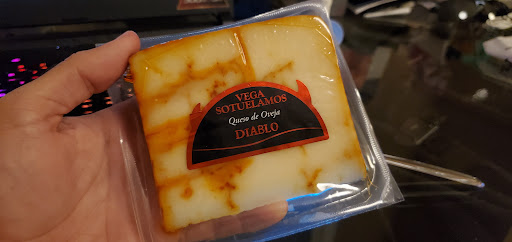 VEGA
SOTUELAMOS
Queso de Oveja
DIABLO